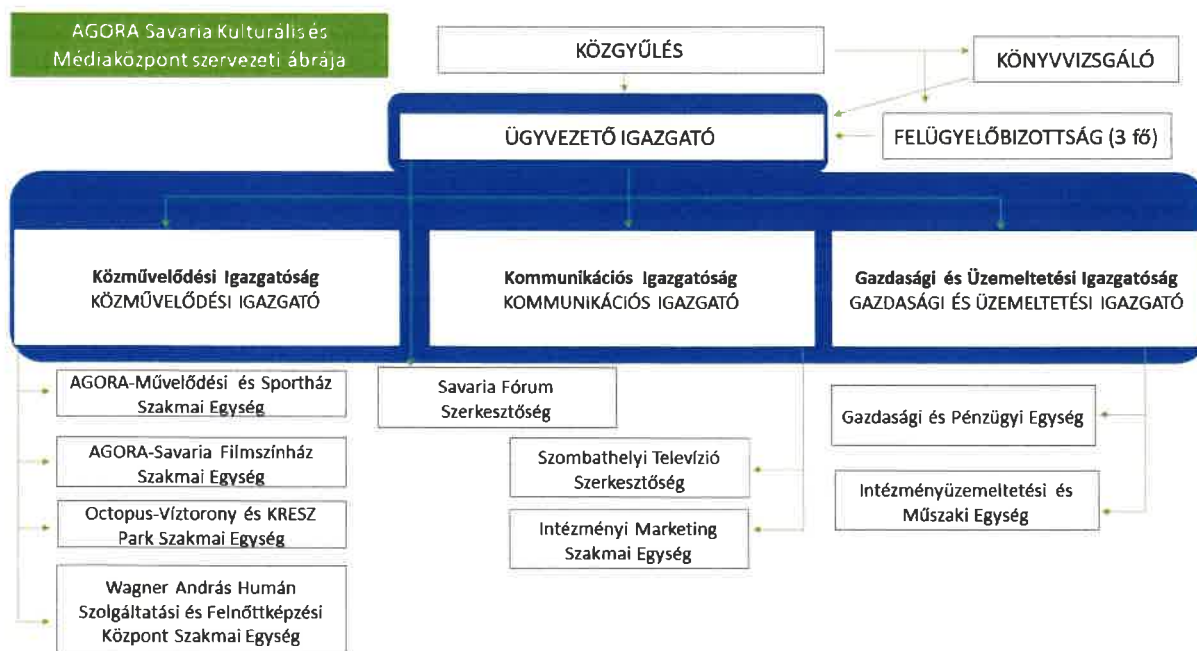 AGORA Savaria Kulturális és
Médiaközpont szervezeti ábrája
KÖZGYŰLÉS
KÖNYVVIZSGÁLÓ
ÜGYVEZETŐ IGAZGATÓ
FELÜGYELŐBIZOTTSÁG (3 fő)
Közművelődési Igazgatóság
KÖZMŰVELŐDÉSI IGAZGATÓ
Kommunikációs Igazgatóság
KOMMUNIKÁCIÓS IGAZGATÓ
Gazdasági és Üzemeltetési Igazgatóság
GAZDASÁGI ÉS ÜZEMELTETÉSI IGAZGATÓ
AGORA-Művelődési és Sportház
Szakmai Egység
AGORA-Savaria Filmszínház
Szakmai Egység
Octopus-Víztorony és KRESZ
Park Szakmai Egység
Wagner András Humán
Szolgáltatási és Felnőttképzési
Központ Szakmai Egység
Savaria Fórum
Szerkesztőség
Szombathelyi Televízió
Szerkesztőség
Intézményi Marketing
Szakmai Egység
Gazdasági és Pénzügyi Egység
Intézményüzemeltetési és
Műszaki Egység